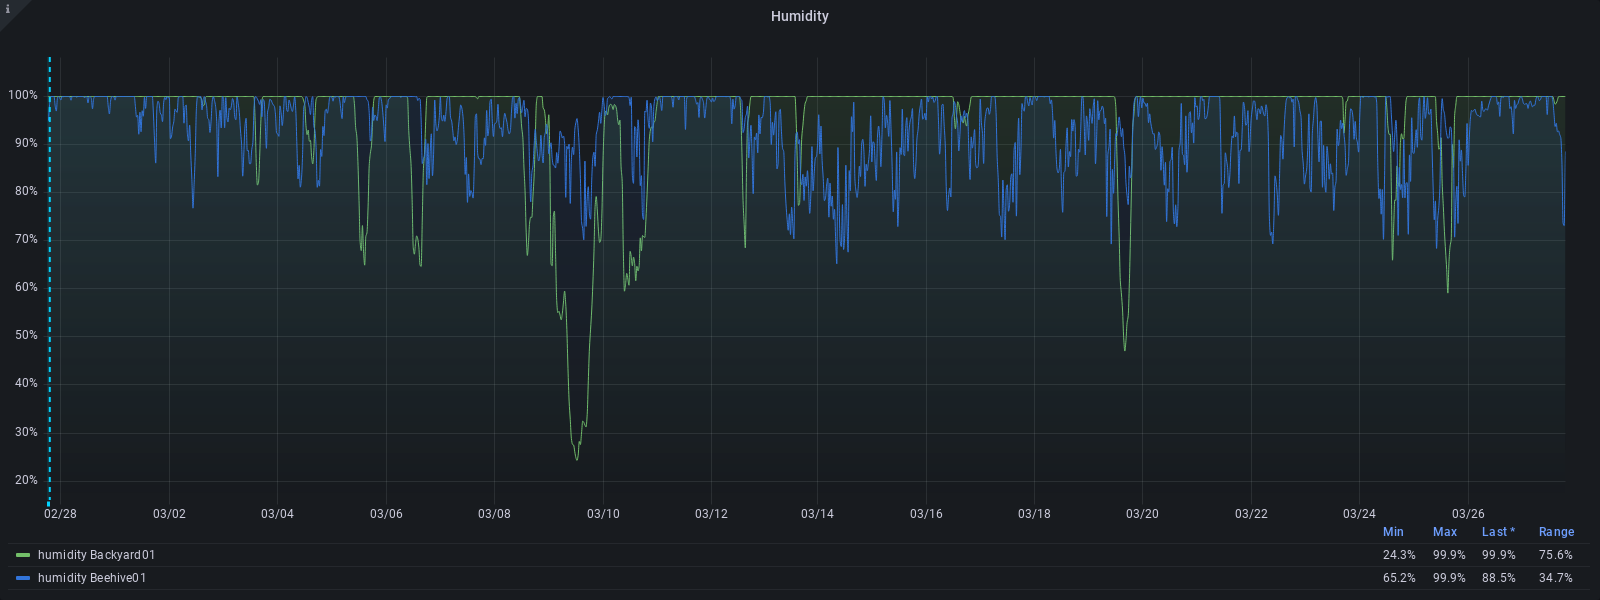 i
Humidity
100%
90%
80%
70%
60%
50%
40%
30%
20%
02/28 03/02 03/04 03/06 03/08 03/10 03/12 03/14 03/16 03/18 03/20 03/22 03/24 03/26
Min Max Last * Range
humidity Backyard01 24.3% 99.9% 99.9% 75.6%
humidity Beehive01 65.2% 99.9% 88.5% 34.7%